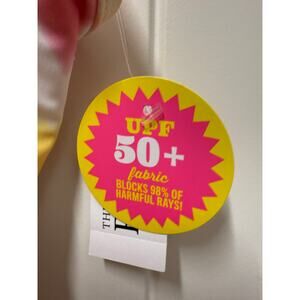 UPF
50+
fabric
BLOCKS 98% OF
HARMFUL RAYS!